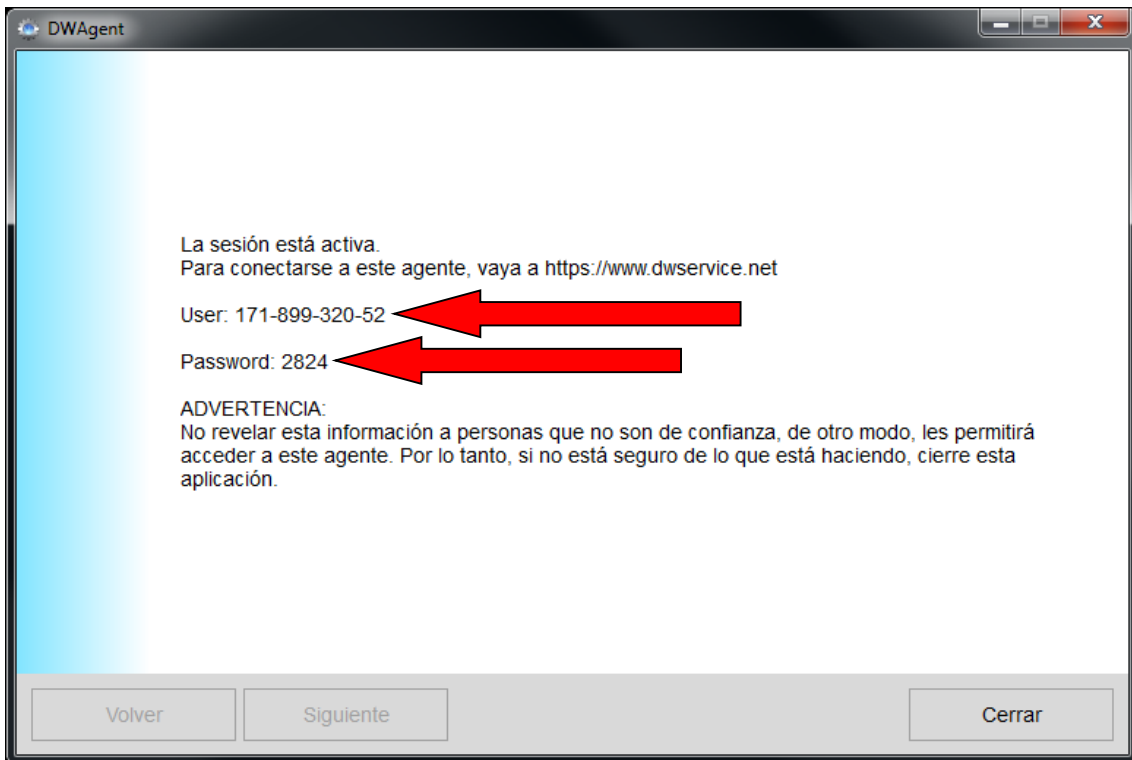 DWAgent
La sesión está activa.
Para conectarse a este agente, vaya a https://www.dwservice.net
User: 171-899-320-52
Password: 2824
ADVERTENCIA:
No revelar esta información a personas que no son de confianza, de otro modo, les permitirá
acceder a este agente. Por lo tanto, si no está seguro de lo que está haciendo, cierre esta
aplicación.
Volver
Siguiente
Cerrar